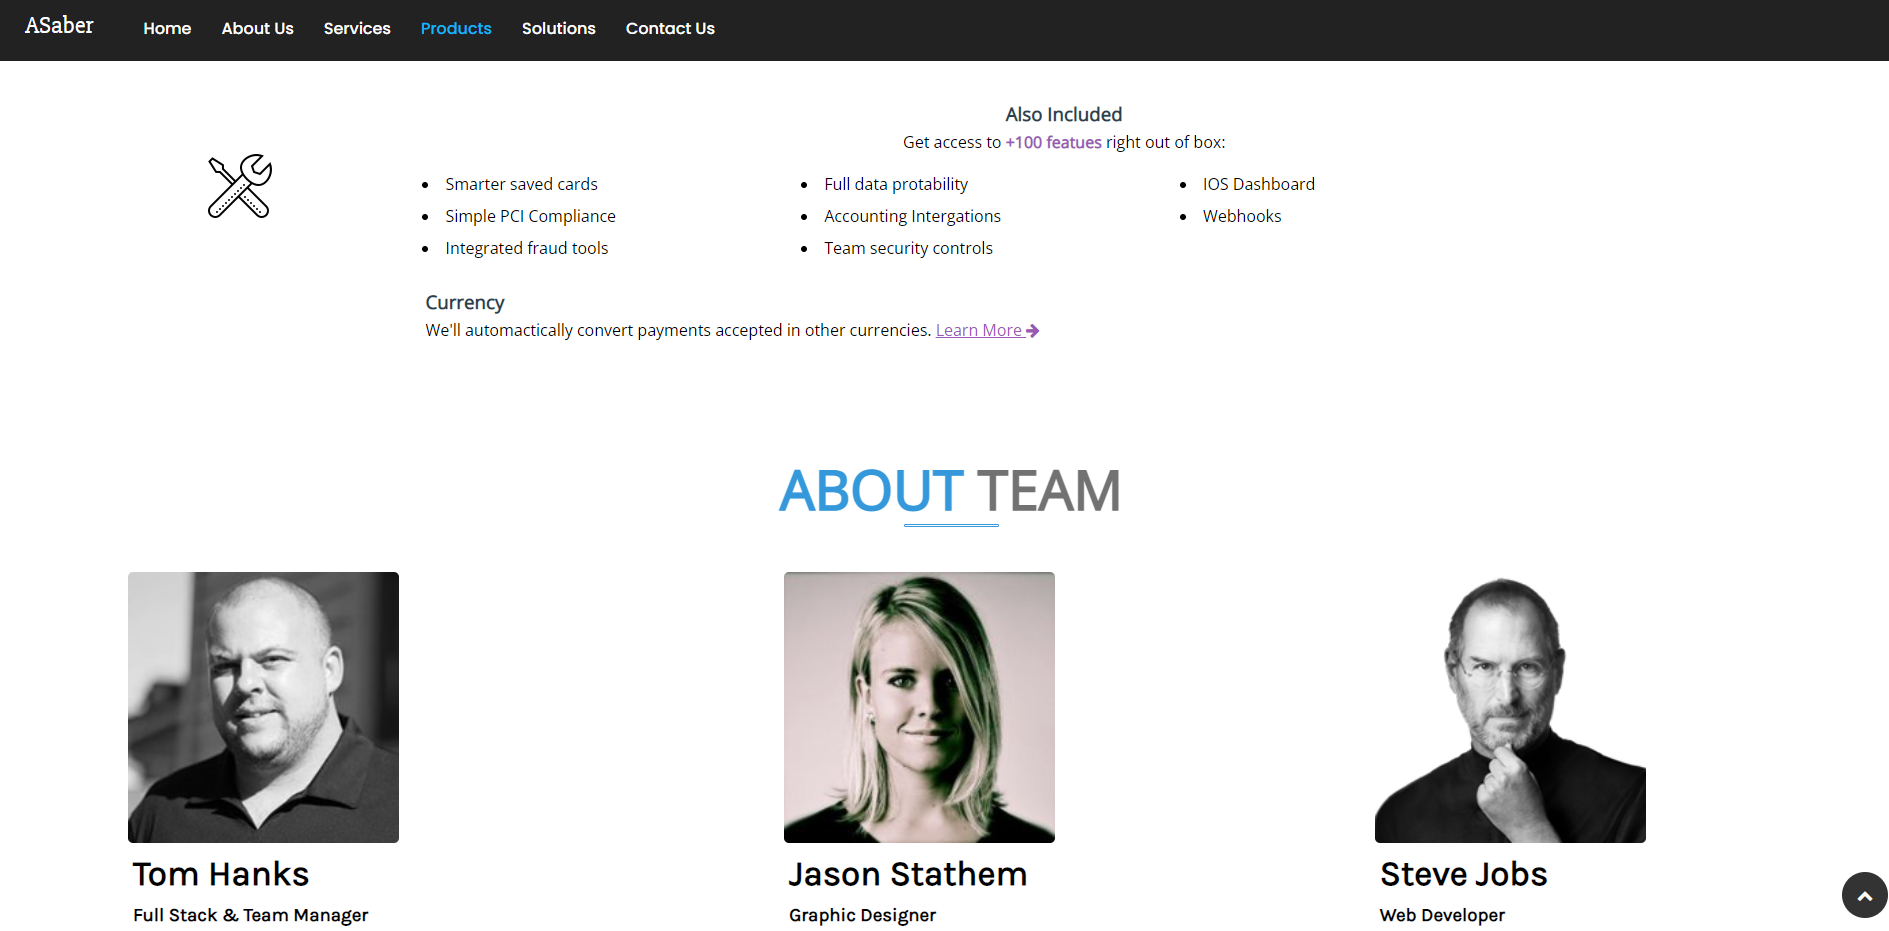 ASaber Home About Us Services Products Solutions Contact Us
Also Included
Get access to +100 featues right out of box:
Smarter saved cards
Simple PCI Compliance
Integrated fraud tools
Full data protability
Accounting Intergations
Team security controls
IOS Dashboard
Webhooks
Currency
We'll automactically convert payments accepted in other currencies. Learn More
ABOUT TEAM
Tom Hanks
Full Stack & Team Manager
Jason Stathem
Graphic Designer
Steve Jobs
Web Developer